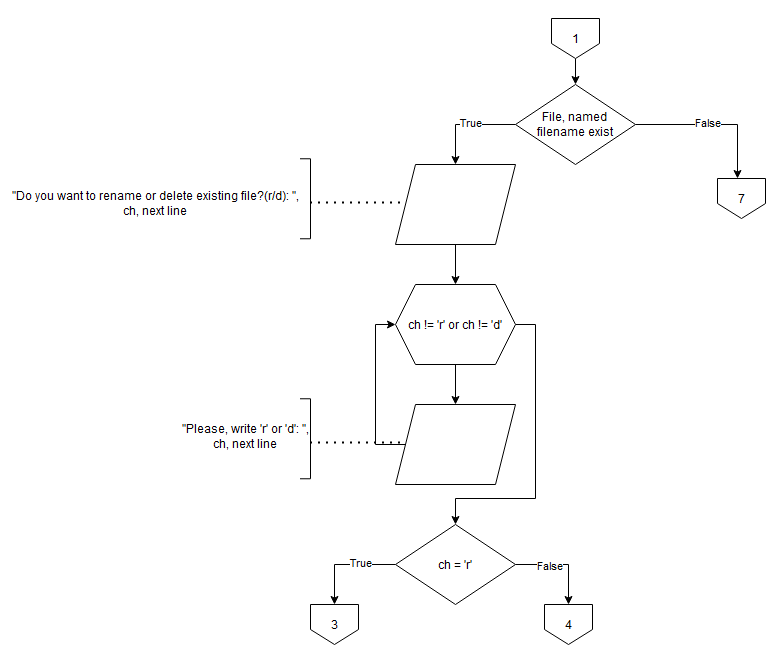 1
File, named
filename exist
True
False
"Do you want to rename or delete existing file?(r/d): ",
ch, next line
7
ch != 'r' or ch != 'd'
"Please, write 'r' or 'd': ",
ch, next line
ch = 'r'
True
False
3
4